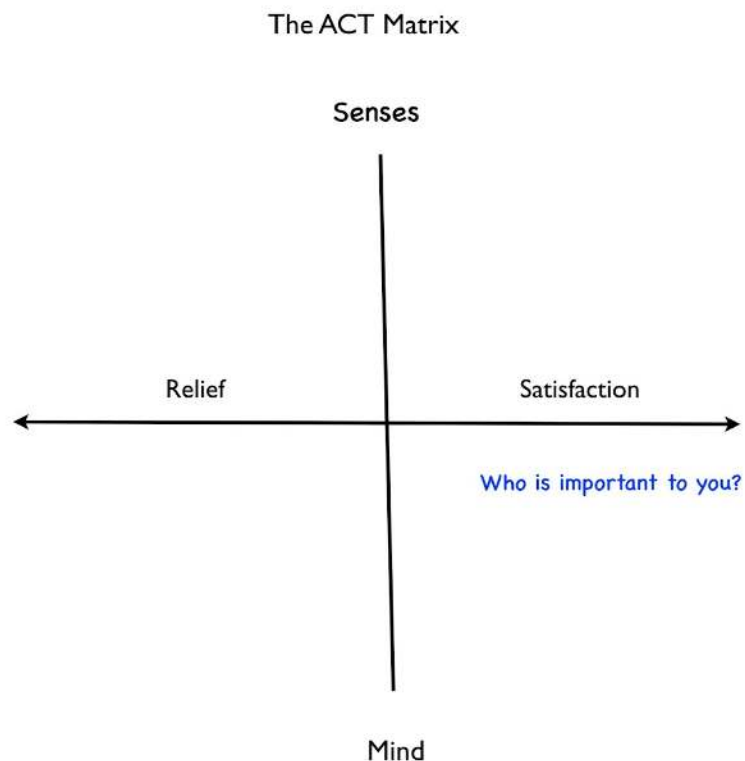 The ACT Matrix
Senses
Relief
Satisfaction
Who is important to you?
Mind